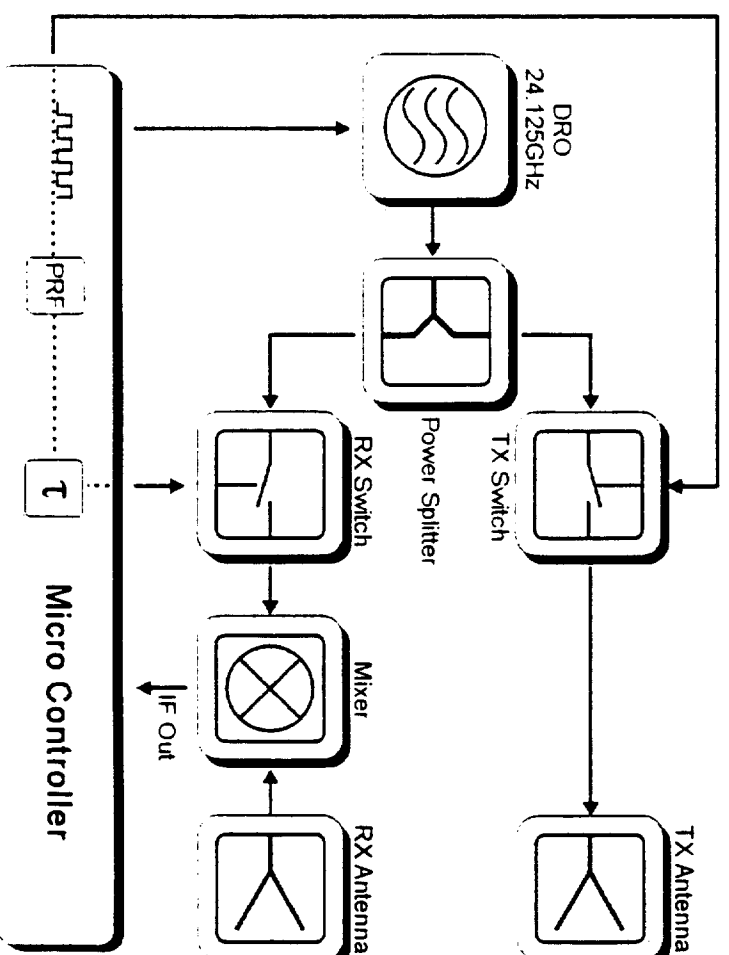 DRO
24.125GHz
Power Splitter
TX Switch
RX Switch
TX Antenna
RX Antenna
Mixer
IF Out
PRF
τ
Micro Controller